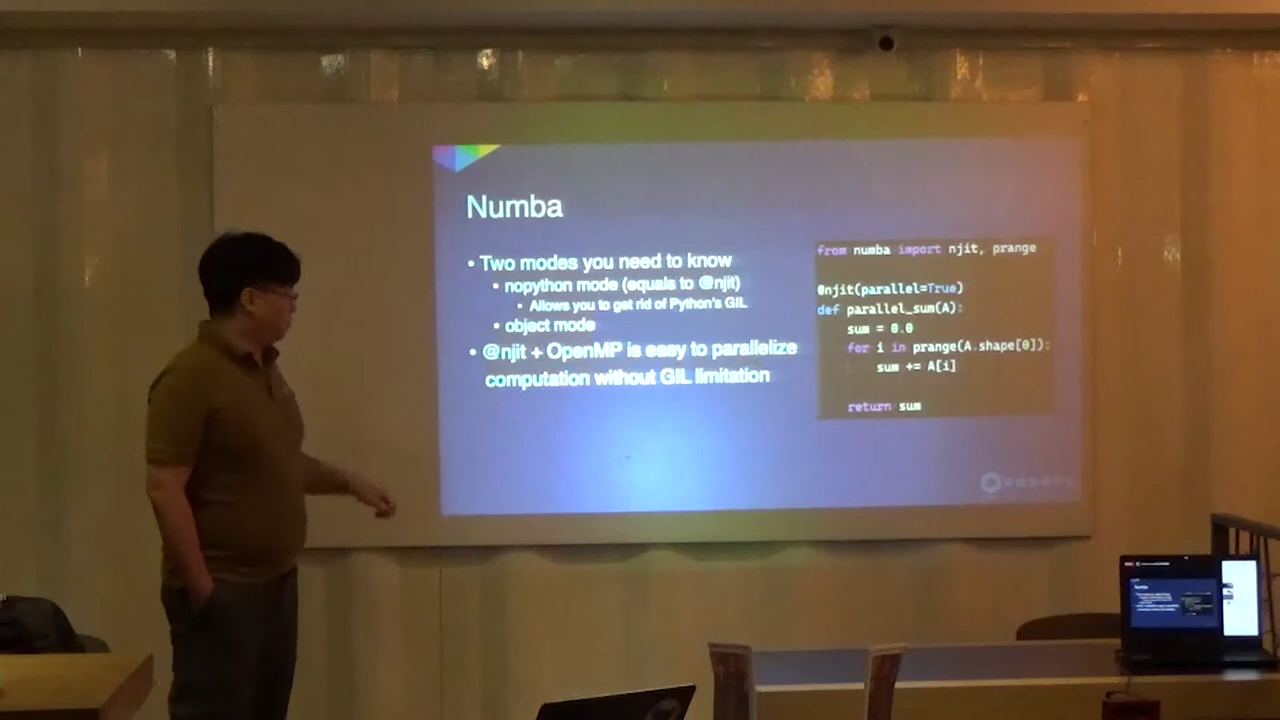 Numba
• Two modes you need to know
• nopython mode (equals to @njit)
• Allows you to get rid of Python's GIL
• object mode
• @njit + OpenMP is easy to parallelize
computation without GIL limitation
from numba import njit, prange
@njit(parallel=True)
def parallel_sum(A):
sum = 0.0
for i in prange(A.shape[0]):
sum += A[i]
return sum